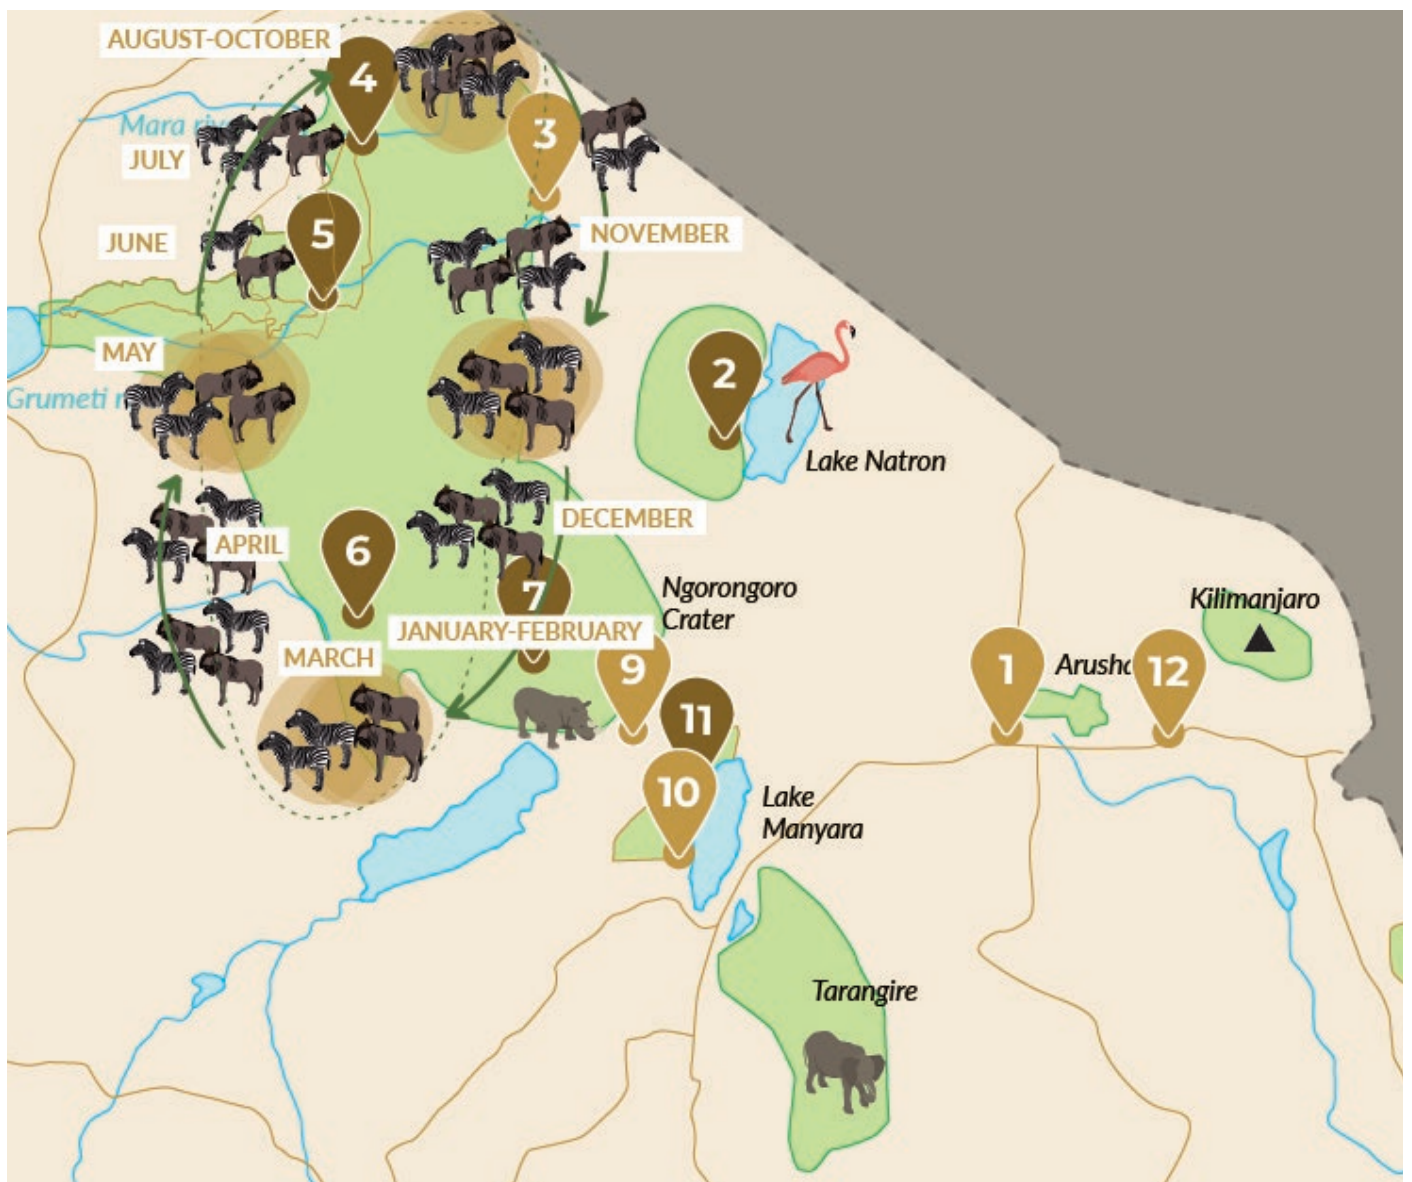 AUGUST-OCTOBER
4
3
Mara
JULY
JUNE
5
NOVEMBER
MAY
2
Grumeti
Lake Natron
DECEMBER
APRIL
6
7
Ngorongoro
Crater
Kilimanjaro
JANUARY-FEBRUARY
MARCH
9
1
12
11
10
Lake
Manyara
Tarangire